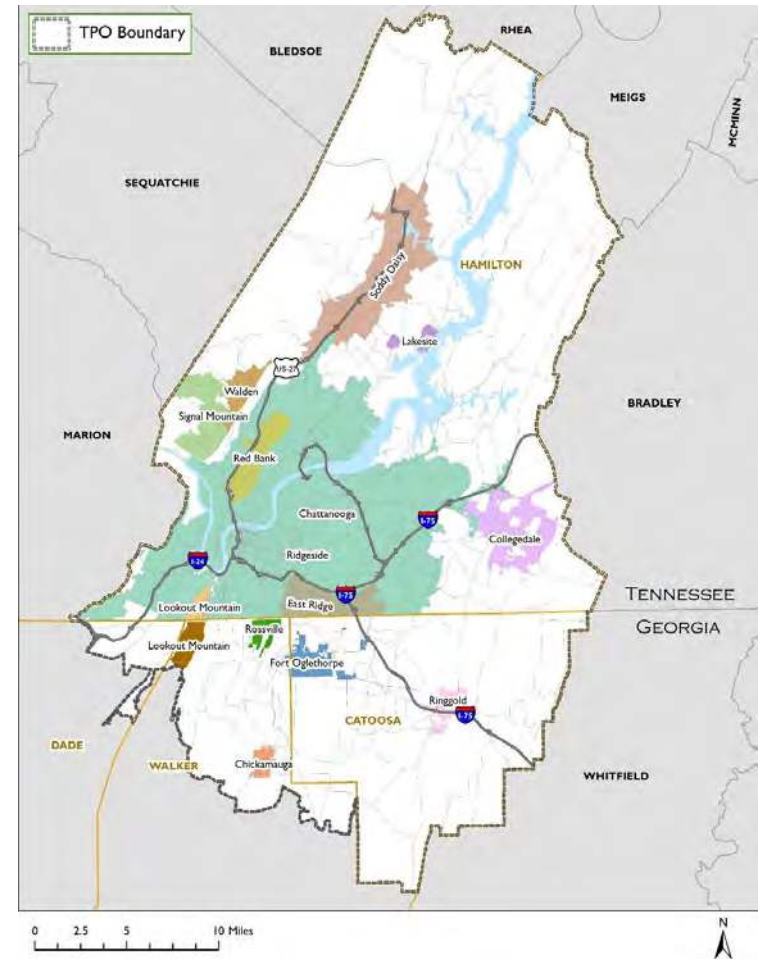 TPO Boundary
RHEA
BLEDSOE
MEIGS
MCMINN
SEQUATCHIE
HAMILTON
Soddy Daisy
Lakesite
US-27
Walden
Signal Mountain
BRADLEY
MARION
Red Bank
Chattanooga
I-75
Collegedale
Ridgeside
I-24
I-75
TENNESSEE
East Ridge
Lookout Mountain
GEORGIA
Rossville
Lookout Mountain
Fort Oglethorpe
Ringgold
I-75
CATOOSA
DADE
WALKER
Chickamauga
WHITFIELD
N
0 2.5 5 10 Miles